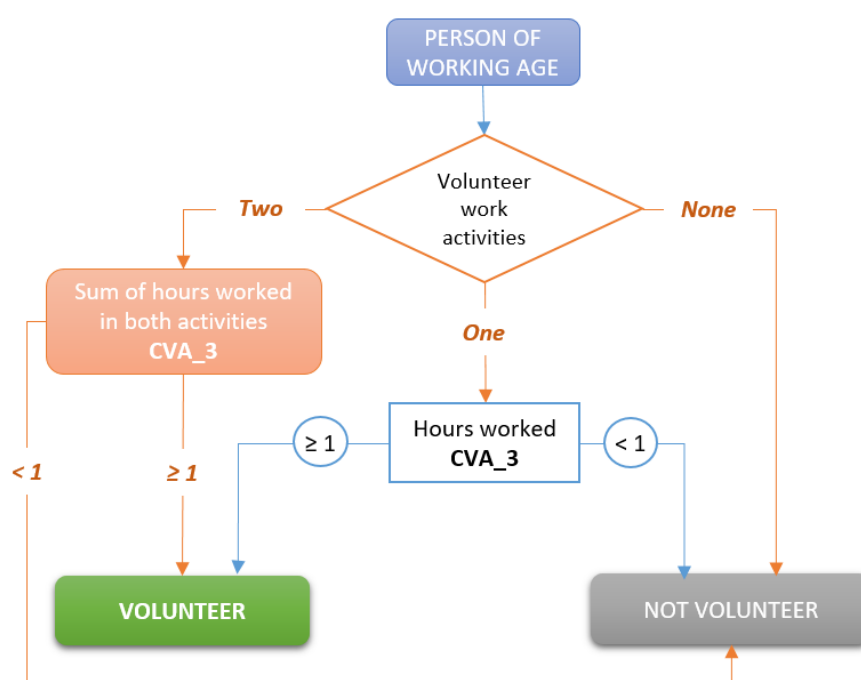 PERSON OF
WORKING AGE
Volunteer
work
activities
Two
None
Sum of hours worked
in both activities
CVA_3
One
Hours worked
CVA_3
≥ 1
< 1
< 1
≥ 1
VOLUNTEER
NOT VOLUNTEER